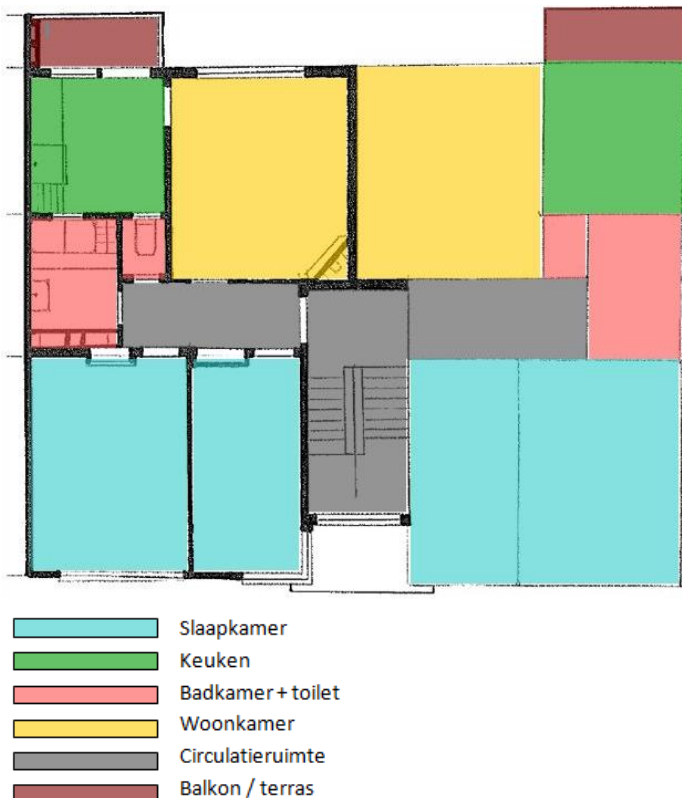 Slaapkamer
Keuken
Badkamer + toilet
Woonkamer
Circulatieruimte
Balkon / terras